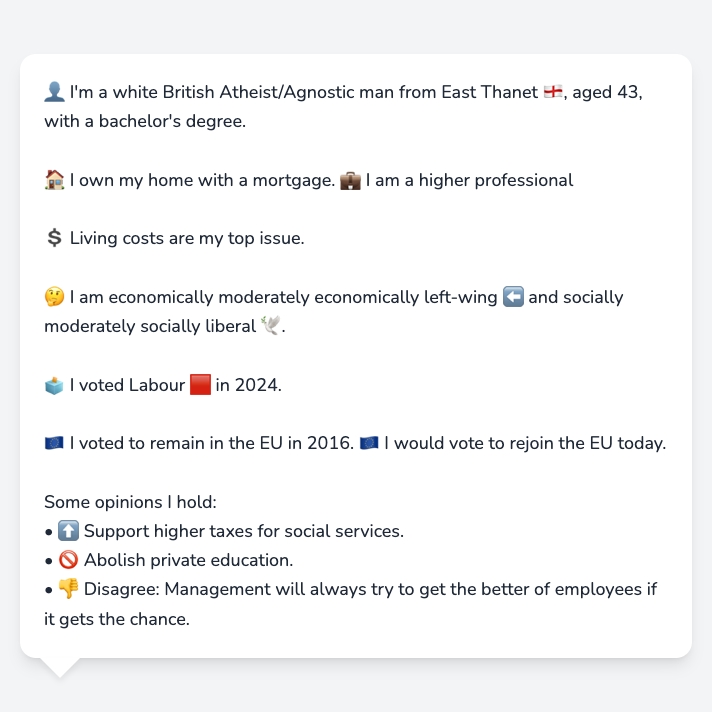 👤 I'm a white British Atheist/Agnostic man from East Thanet 🏴󠁧󠁢󠁥󠁮󠁧󠁿, aged 43,
with a bachelor's degree.
🏠 I own my home with a mortgage. 💼 I am a higher professional
💲 Living costs are my top issue.
🤔 I am economically moderately economically left-wing ⬅️ and socially
moderately socially liberal 🕊️.
🗳️ I voted Labour 🟥 in 2024.
🇪🇺 I voted to remain in the EU in 2016. 🇪🇺 I would vote to rejoin the EU today.
Some opinions I hold:
• ⬆️ Support higher taxes for social services.
• 🚫 Abolish private education.
• 👎 Disagree: Management will always try to get the better of employees if
it gets the chance.